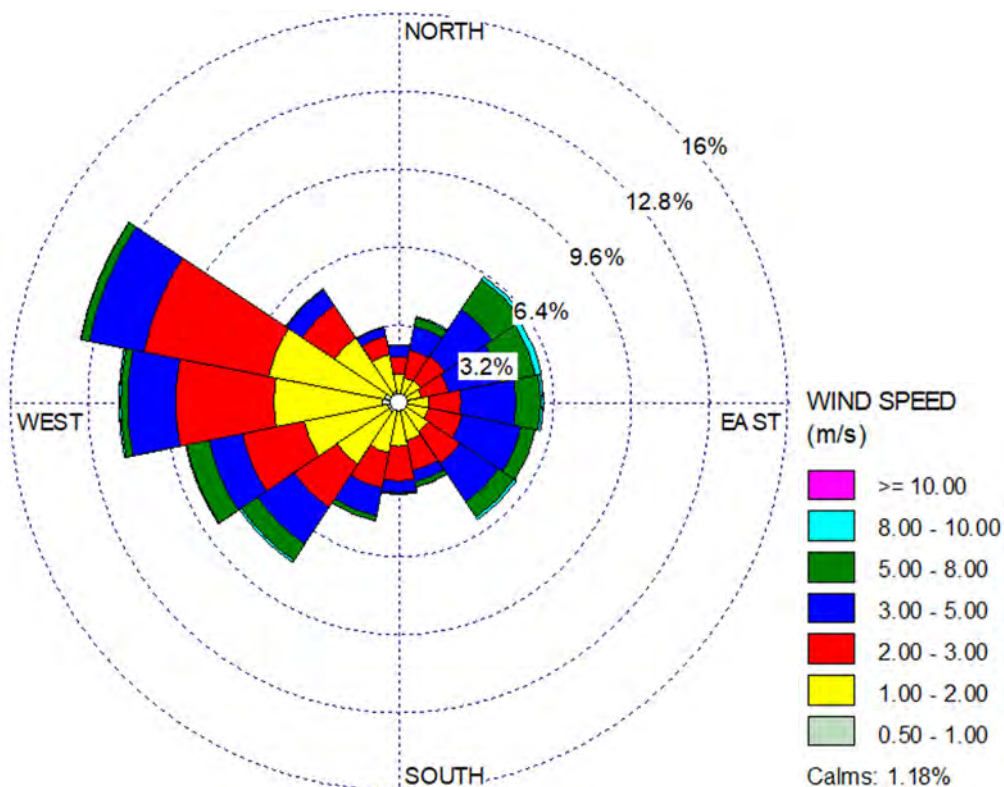 NORTH
16%
12.8%
9.6%
6.4%
3.2%
WEST
EAST
SOUTH
WIND SPEED
(m/s)
>= 10.00
8.00 - 10.00
5.00 - 8.00
3.00 - 5.00
2.00 - 3.00
1.00 - 2.00
0.50 - 1.00
Calms: 1.18%